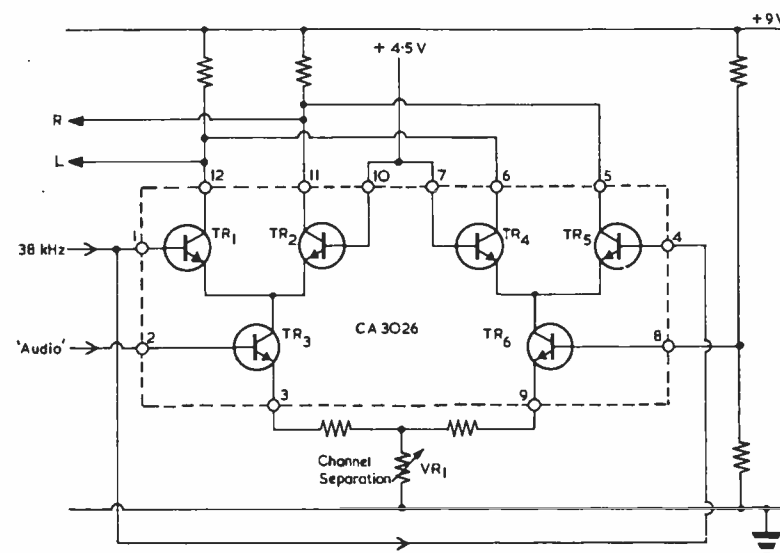 +9V
+4·5V
R
L
12
11
10
7
6
5
38 kHz
1
TR1
TR2
TR4
TR5
4
'Audio'
2
TR3
CA 3026
TR6
8
3
9
Channel
Separation
VR1